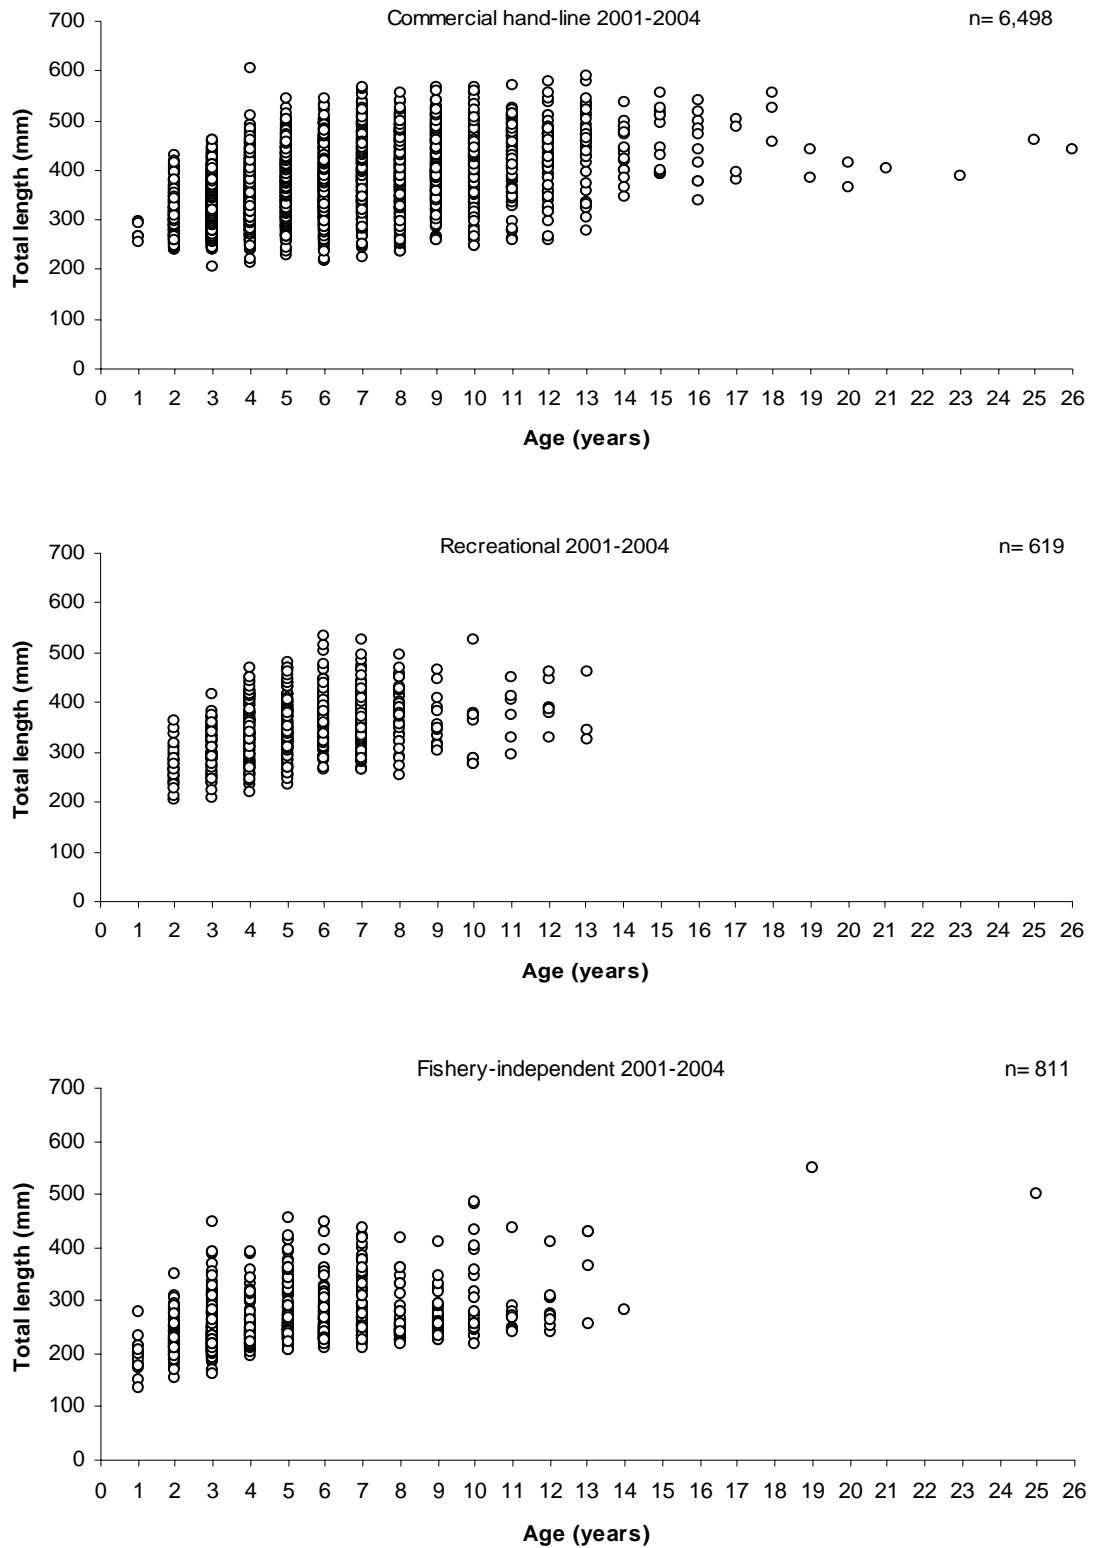 Commercial hand-line 2001-2004 n= 6,498
700
600
500
400
300
200
100
0
Total length (mm)
0 1 2 3 4 5 6 7 8 9 10 11 12 13 14 15 16 17 18 19 20 21 22 23 24 25 26
Age (years)
Recreational 2001-2004 n= 619
700
600
500
400
300
200
100
0
Total length (mm)
0 1 2 3 4 5 6 7 8 9 10 11 12 13 14 15 16 17 18 19 20 21 22 23 24 25 26
Age (years)
Fishery-independent 2001-2004 n= 811
700
600
500
400
300
200
100
0
Total length (mm)
0 1 2 3 4 5 6 7 8 9 10 11 12 13 14 15 16 17 18 19 20 21 22 23 24 25 26
Age (years)